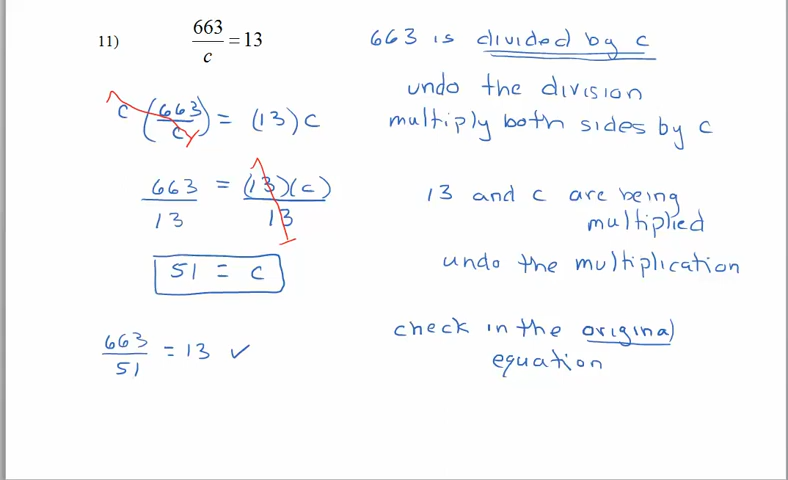 11) 663/c = 13
663 is divided by c
undo the division
c (663/c) = (13) c
multiply both sides by c
663/13 = (13)(c)/13
13 and c are being
multiplied
51 = c
undo the multiplication
663/51 = 13 ✓
check in the original
equation